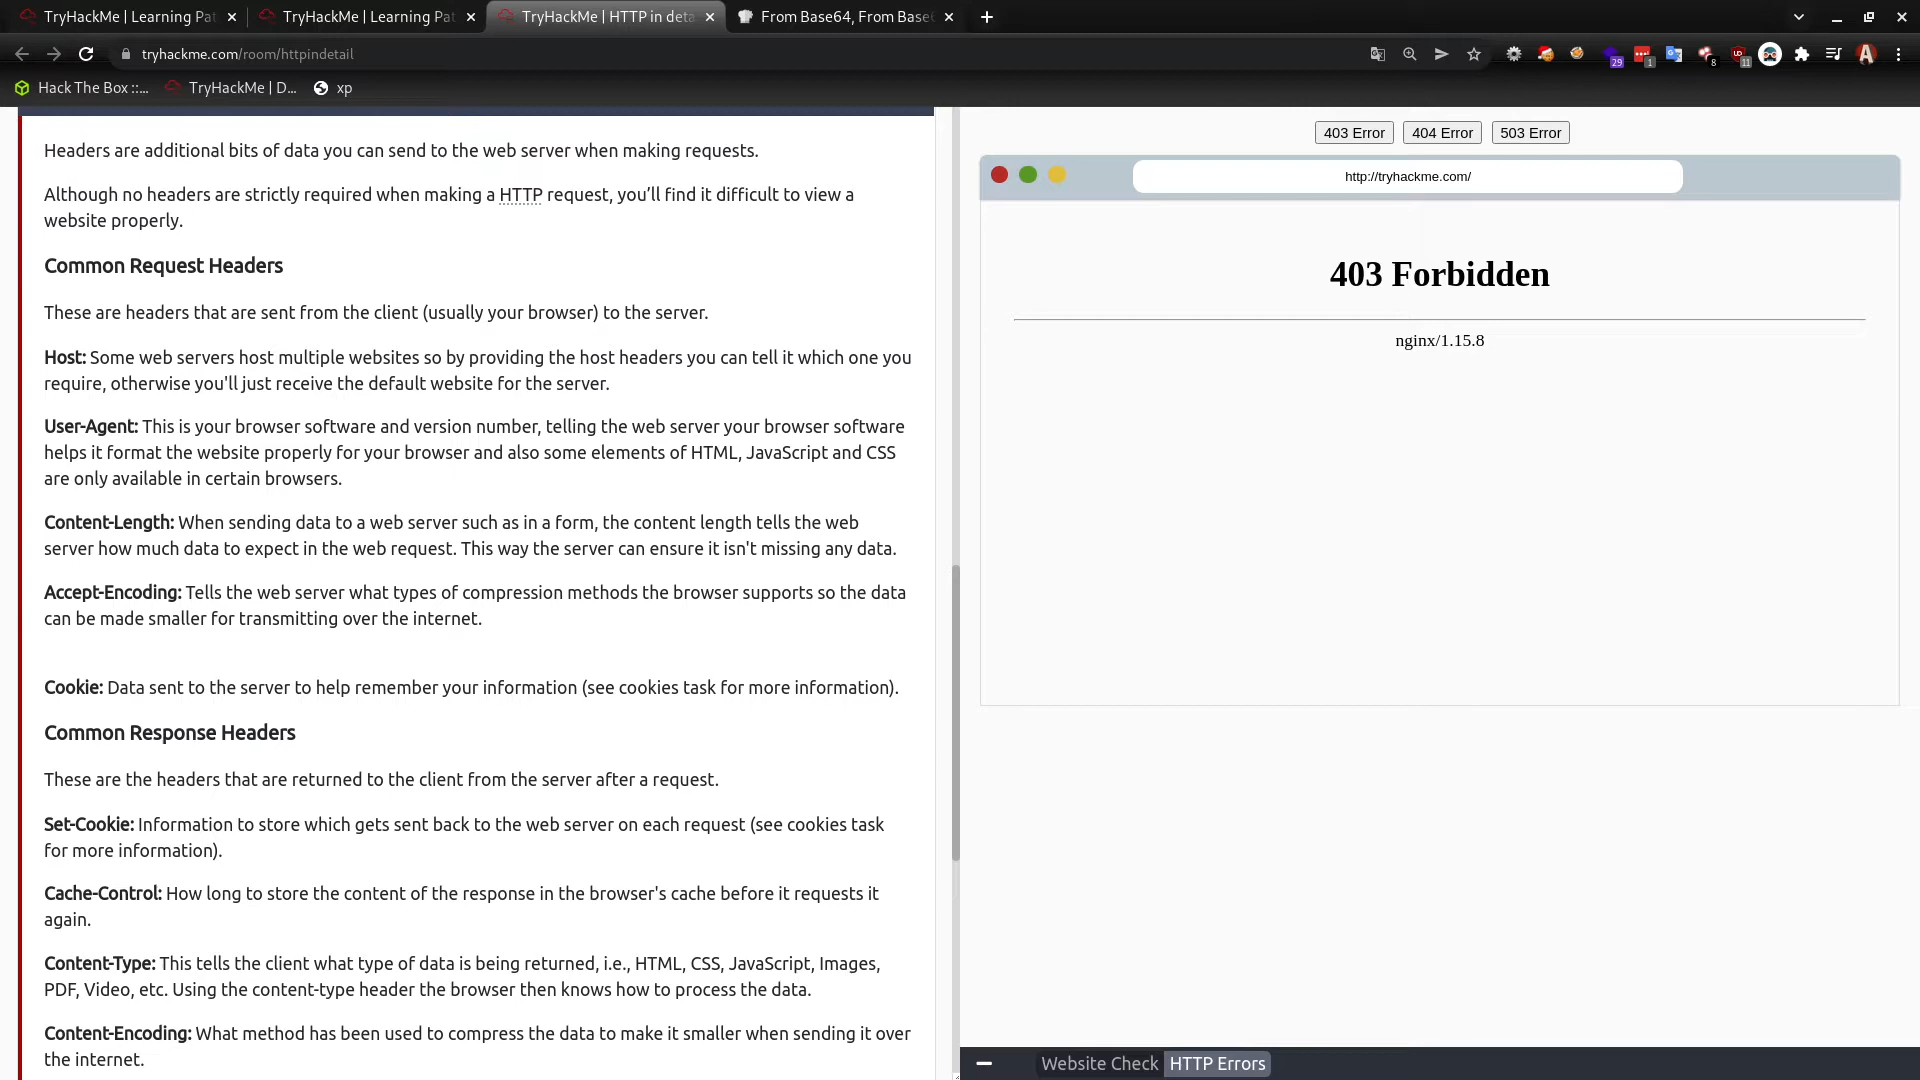 TryHackMe | Learning Pat
TryHackMe | Learning Pat
TryHackMe | HTTP in deta
From Base64, From Base6
tryhackme.com/room/httpindetail
29
1
8
11
A
Hack The Box ::...
TryHackMe | D...
xp
Headers are additional bits of data you can send to the web server when making requests.
Although no headers are strictly required when making a HTTP request, you’ll find it difficult to view a
website properly.
Common Request Headers
These are headers that are sent from the client (usually your browser) to the server.
Host: Some web servers host multiple websites so by providing the host headers you can tell it which one you
require, otherwise you'll just receive the default website for the server.
User-Agent: This is your browser software and version number, telling the web server your browser software
helps it format the website properly for your browser and also some elements of HTML, JavaScript and CSS
are only available in certain browsers.
Content-Length: When sending data to a web server such as in a form, the content length tells the web
server how much data to expect in the web request. This way the server can ensure it isn't missing any data.
Accept-Encoding: Tells the web server what types of compression methods the browser supports so the data
can be made smaller for transmitting over the internet.
Cookie: Data sent to the server to help remember your information (see cookies task for more information).
Common Response Headers
These are the headers that are returned to the client from the server after a request.
Set-Cookie: Information to store which gets sent back to the web server on each request (see cookies task
for more information).
Cache-Control: How long to store the content of the response in the browser's cache before it requests it
again.
Content-Type: This tells the client what type of data is being returned, i.e., HTML, CSS, JavaScript, Images,
PDF, Video, etc. Using the content-type header the browser then knows how to process the data.
Content-Encoding: What method has been used to compress the data to make it smaller when sending it over
the internet.
403 Error
404 Error
503 Error
http://tryhackme.com/
403 Forbidden
nginx/1.15.8
Website Check
HTTP Errors